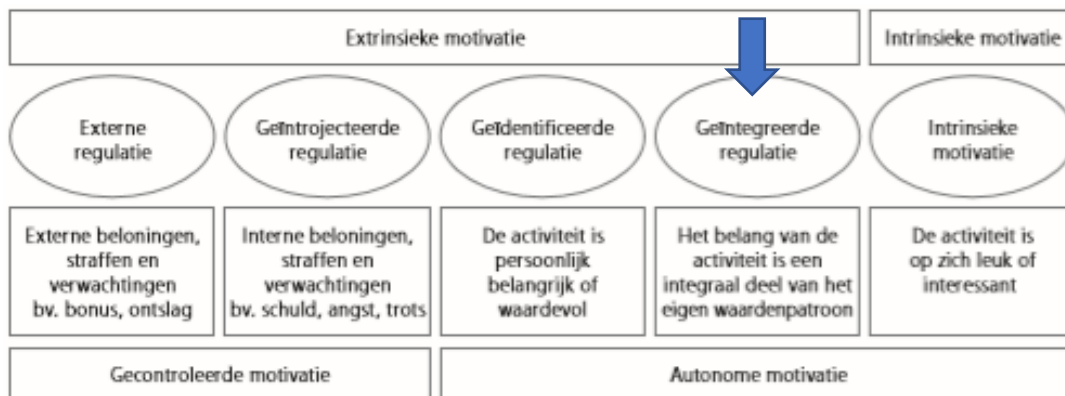 Extrinsieke motivatie
Intrinsieke motivatie
Externe
regulatie
Geïntrojecteerde
regulatie
Geïdentificeerde
regulatie
Geïntegreerde
regulatie
Intrinsieke
motivatie
Externe beloningen,
straffen en
verwachtingen
bv. bonus, ontslag
Interne beloningen,
straffen en
verwachtingen
bv. schuld, angst, trots
De activiteit is
persoonlijk
belangrijk of
waardevol
Het belang van de
activiteit is een
integraal deel van het
eigen waardenpatroon
De activiteit is
op zich leuk of
interessant
Gecontroleerde motivatie
Autonome motivatie